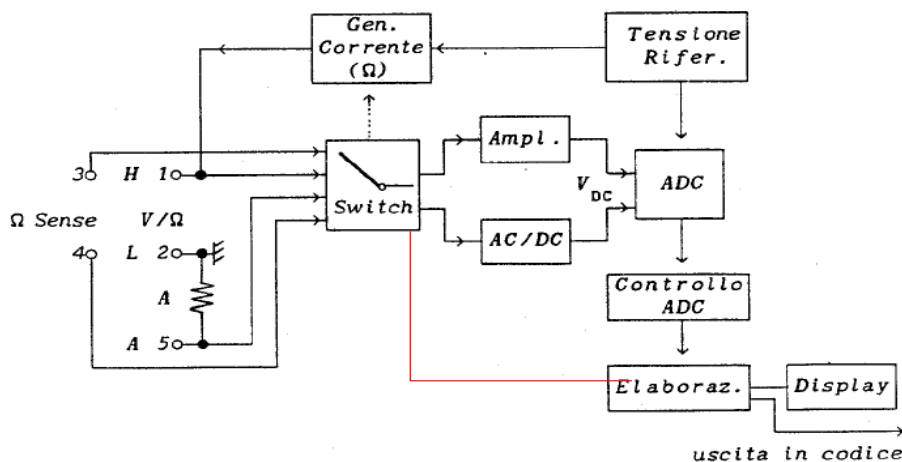 Gen.
Corrente
(Ω)
Tensione
Rifer.
Ampl.
3 H 1
Switch
V DC
ADC
Ω Sense V/Ω
AC/DC
4 L 2
A
Controllo
ADC
A 5
Elaboraz.
Display
uscita in codice